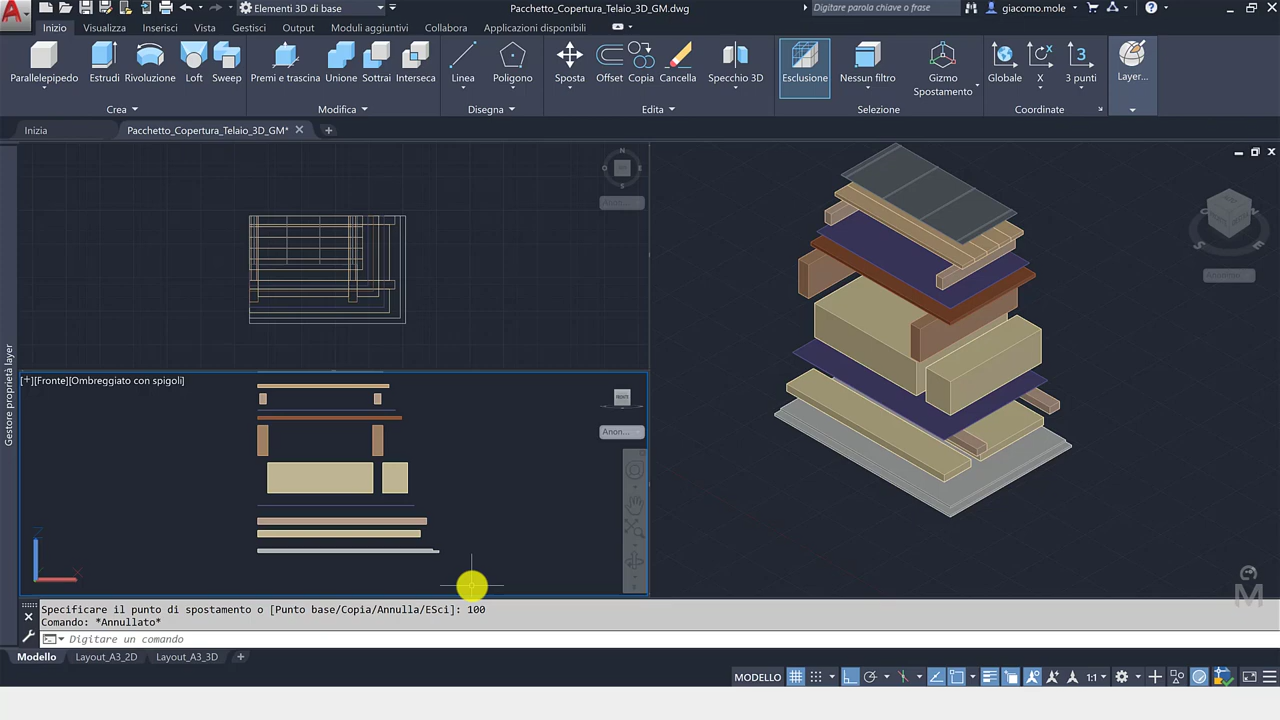 Elementi 3D di base
Pacchetto_Copertura_Telaio_3D_GM.dwg
Digitare parola chiave o frase
giacomo.mole
Inizio
Visualizza
Inserisci
Vista
Gestisci
Output
Moduli aggiuntivi
Collabora
Applicazioni disponibili
Parallelepipedo
Estrudi
Rivoluzione
Loft
Sweep
Premi e trascina
Unione
Sottrai
Interseca
Linea
Poligono
Sposta
Offset
Copia
Cancella
Specchio 3D
Esclusione
Nessun filtro
Gizmo
Spostamento
Globale
X
3 punti
Layer...
Crea
Modifica
Disegna
Edita
Selezione
Coordinate
Inizia
Pacchetto_Copertura_Telaio_3D_GM*
N
O
E
S
Anon...
Gestore proprietà layer
[+][Fronte][Ombreggiato con spigoli]
Anon...
S
E
Z
X
Specificare il punto di spostamento o [Punto base/Copia/Annulla/ESci]: 100
Comando: *Annullato*
Digitare un comando
Modello
Layout_A3_2D
Layout_A3_3D
MODELLO
1:1
M